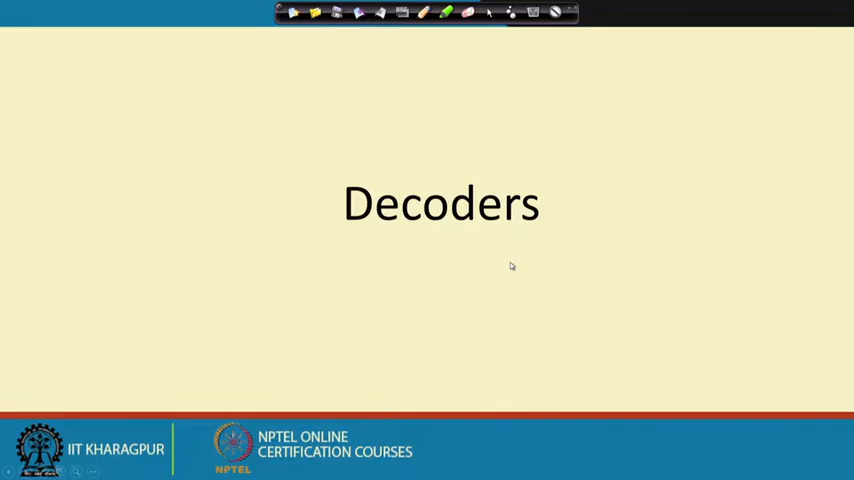 Decoders
IIT KHARAGPUR
NPTEL
NPTEL ONLINE
CERTIFICATION COURSES